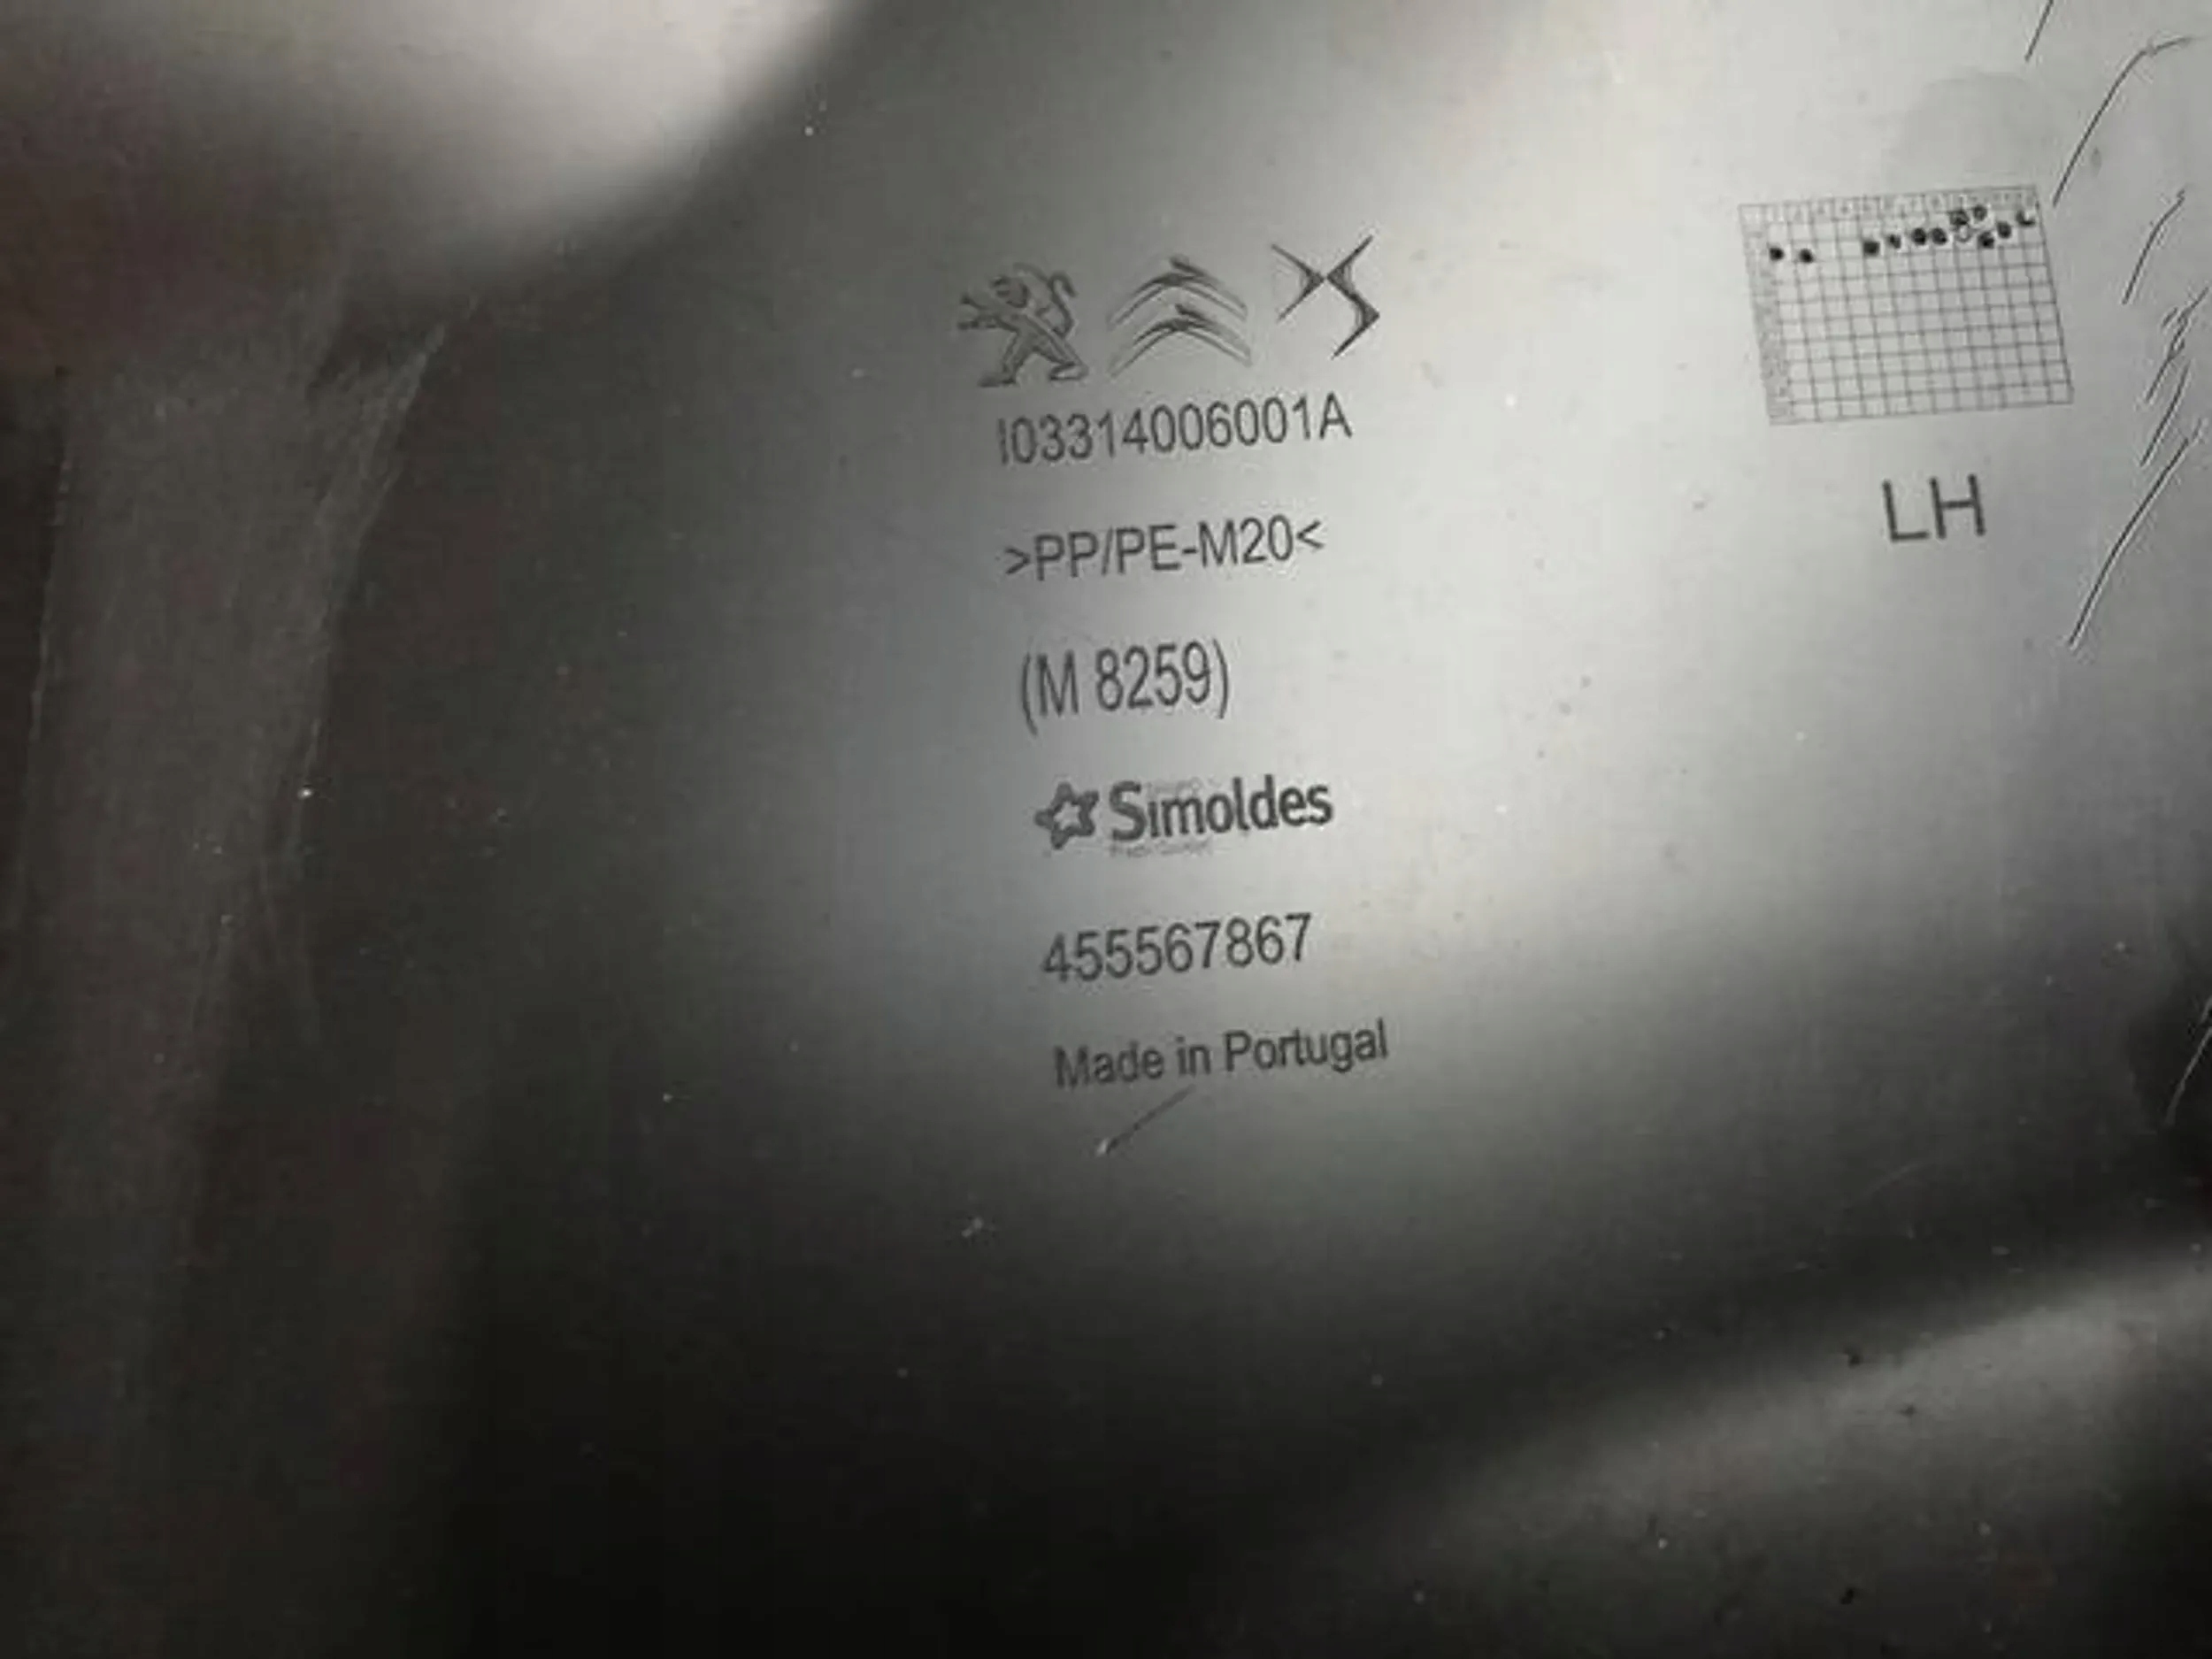 I03314006001A
>PP/PE-M20<
(M 8259)
Simoldes
455567867
Made in Portugal
LH